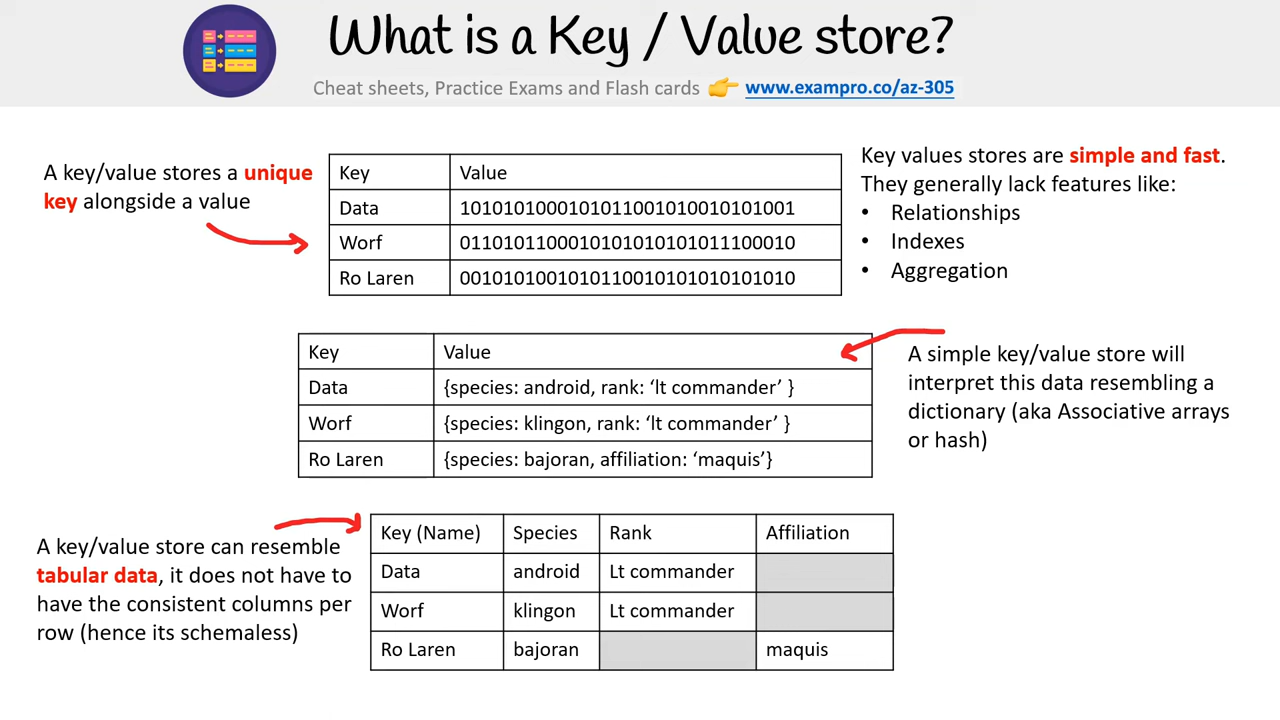 What is a Key / Value store?
Cheat sheets, Practice Exams and Flash cards 👉 www.exampro.co/az-305
A key/value stores a unique
key alongside a value
Key Value
Data 1010101000101011001010010101001
Worf 0110101100010101010101011100010
Ro Laren 0010101001010110010101010101010
Key values stores are simple and fast.
They generally lack features like:
• Relationships
• Indexes
• Aggregation
Key Value
Data {species: android, rank: ‘lt commander’ }
Worf {species: klingon, rank: ‘lt commander’ }
Ro Laren {species: bajoran, affiliation: ‘maquis’}
A simple key/value store will
interpret this data resembling a
dictionary (aka Associative arrays
or hash)
A key/value store can resemble
tabular data, it does not have to
have the consistent columns per
row (hence its schemaless)
Key (Name) Species Rank Affiliation
Data android Lt commander
Worf klingon Lt commander
Ro Laren bajoran maquis